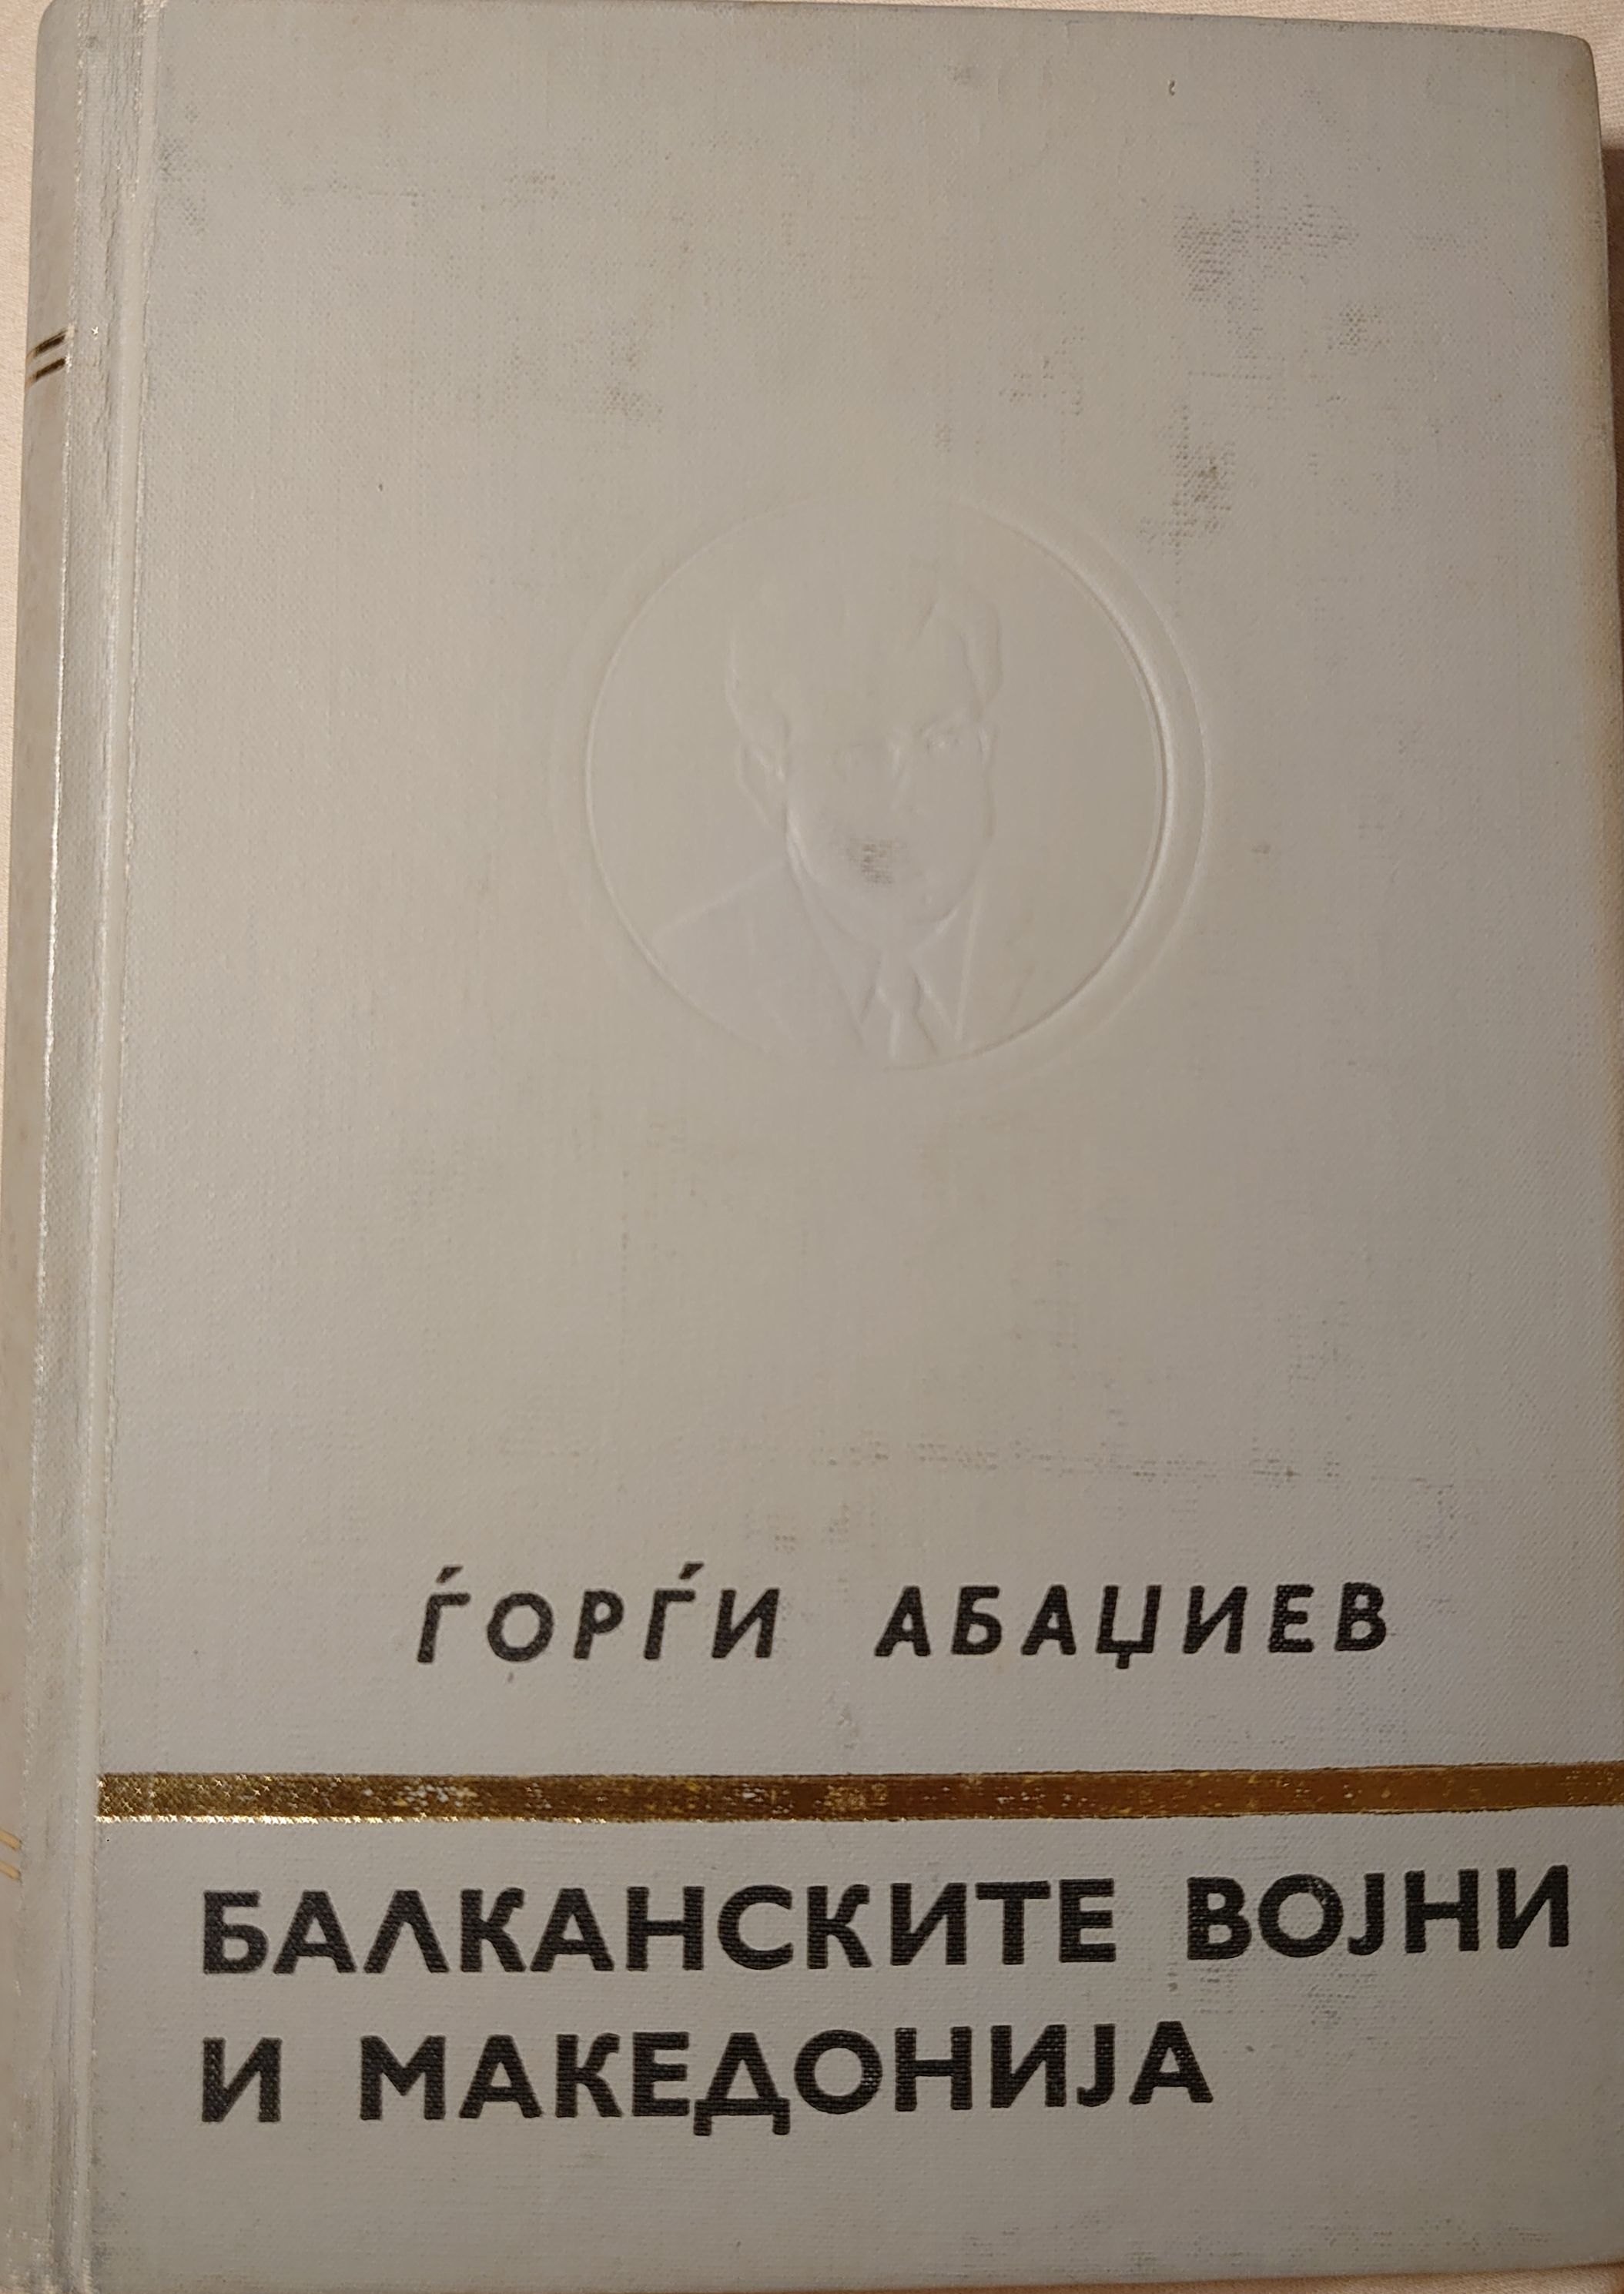 ЃОРЃИ АБАЏИЕВ
БАЛКАНСКИТЕ ВОЈНИ
И МАКЕДОНИЈА